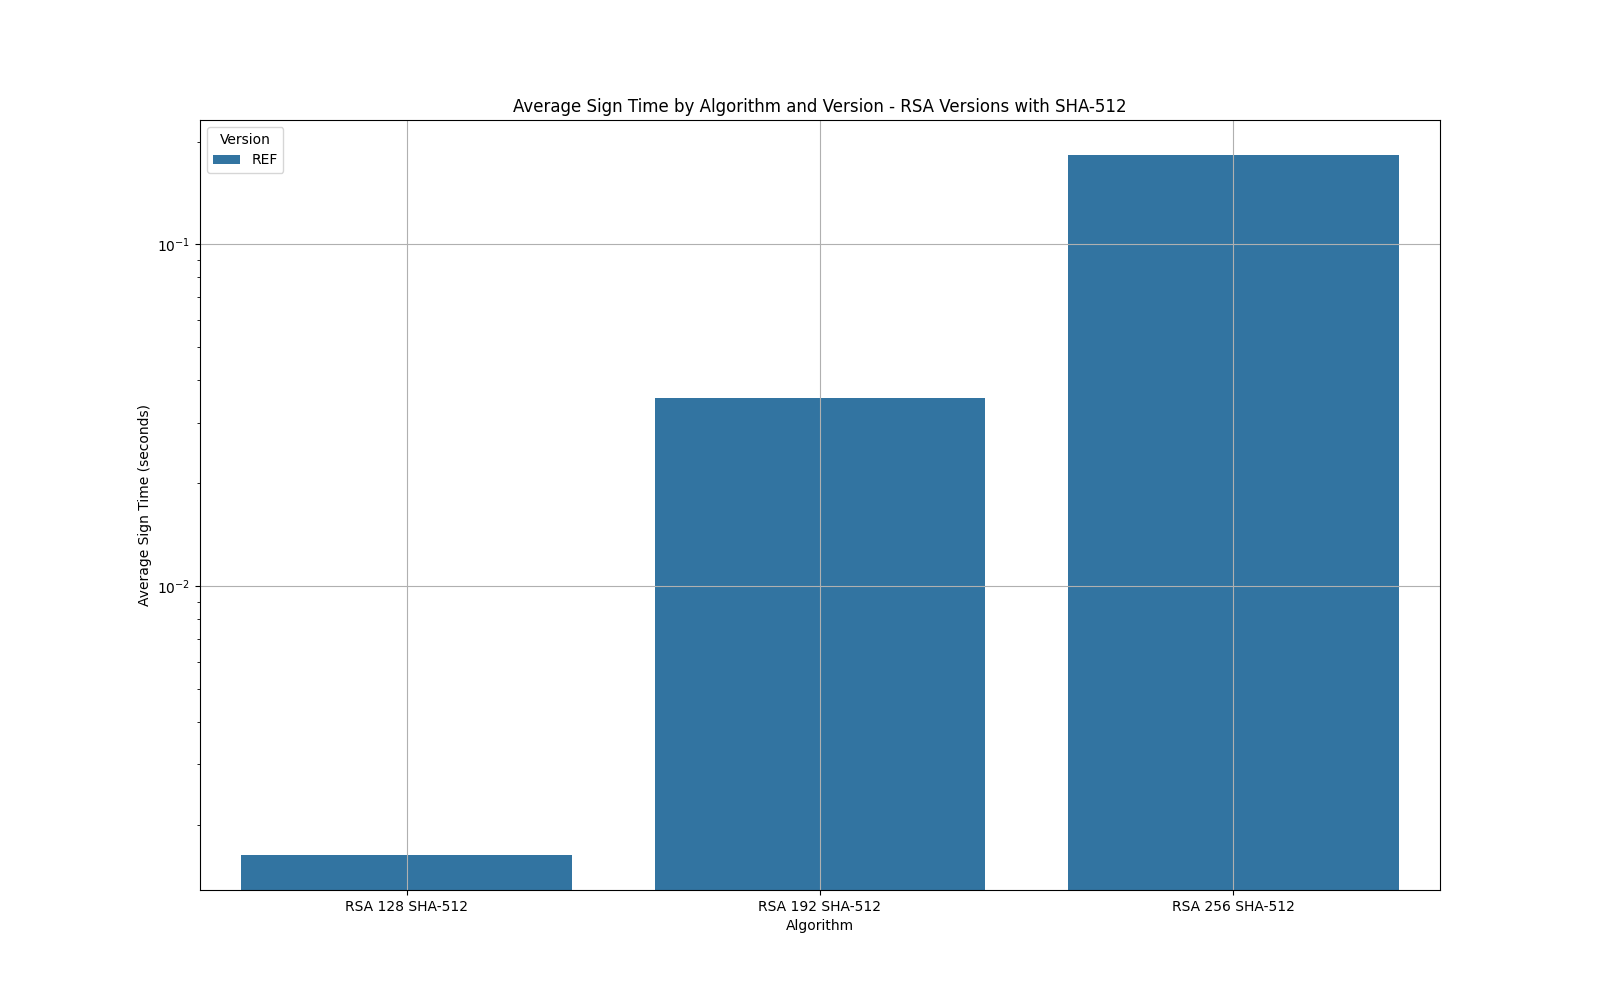 Average Sign Time by Algorithm and Version - RSA Versions with SHA-512
Version
REF
Average Sign Time (seconds)
10⁻¹
10⁻²
RSA 128 SHA-512
RSA 192 SHA-512
RSA 256 SHA-512
Algorithm